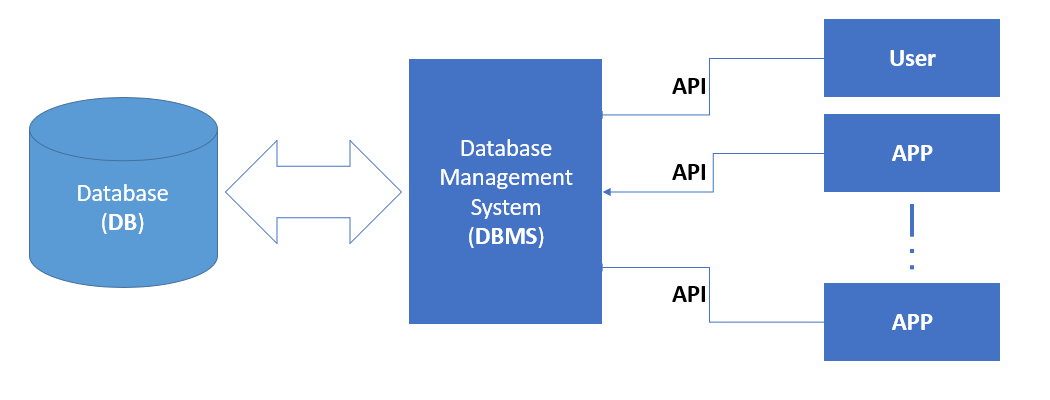 Database
(DB)
Database
Management
System
(DBMS)
API
API
API
User
APP
APP